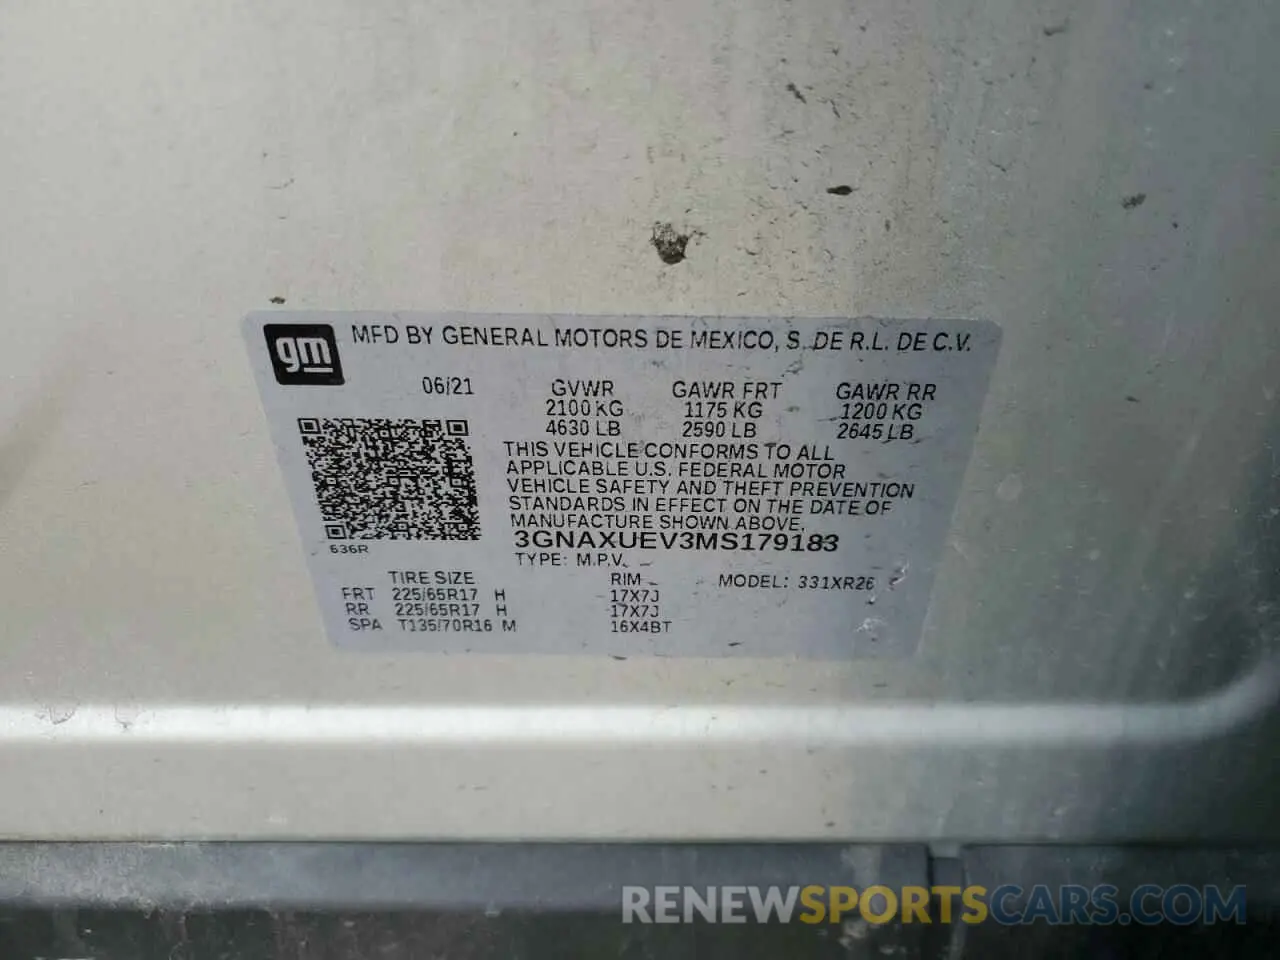 gm MFD BY GENERAL MOTORS DE MEXICO, S. DE R.L. DE C.V.
06/21 GVWR GAWR FRT GAWR RR
2100 KG 1175 KG 1200 KG
4630 LB 2590 LB 2645 LB
THIS VEHICLE CONFORMS TO ALL
APPLICABLE U.S. FEDERAL MOTOR
VEHICLE SAFETY AND THEFT PREVENTION
STANDARDS IN EFFECT ON THE DATE OF
MANUFACTURE SHOWN ABOVE.
636R 3GNAXUEV3MS179183
TYPE: M.P.V.
TIRE SIZE RIM MODEL: 331XR26
FRT 225/65R17 H 17X7J
RR 225/65R17 H 17X7J
SPA T135/70R16 M 16X4BT
RENEWSPORTSCARS.COM